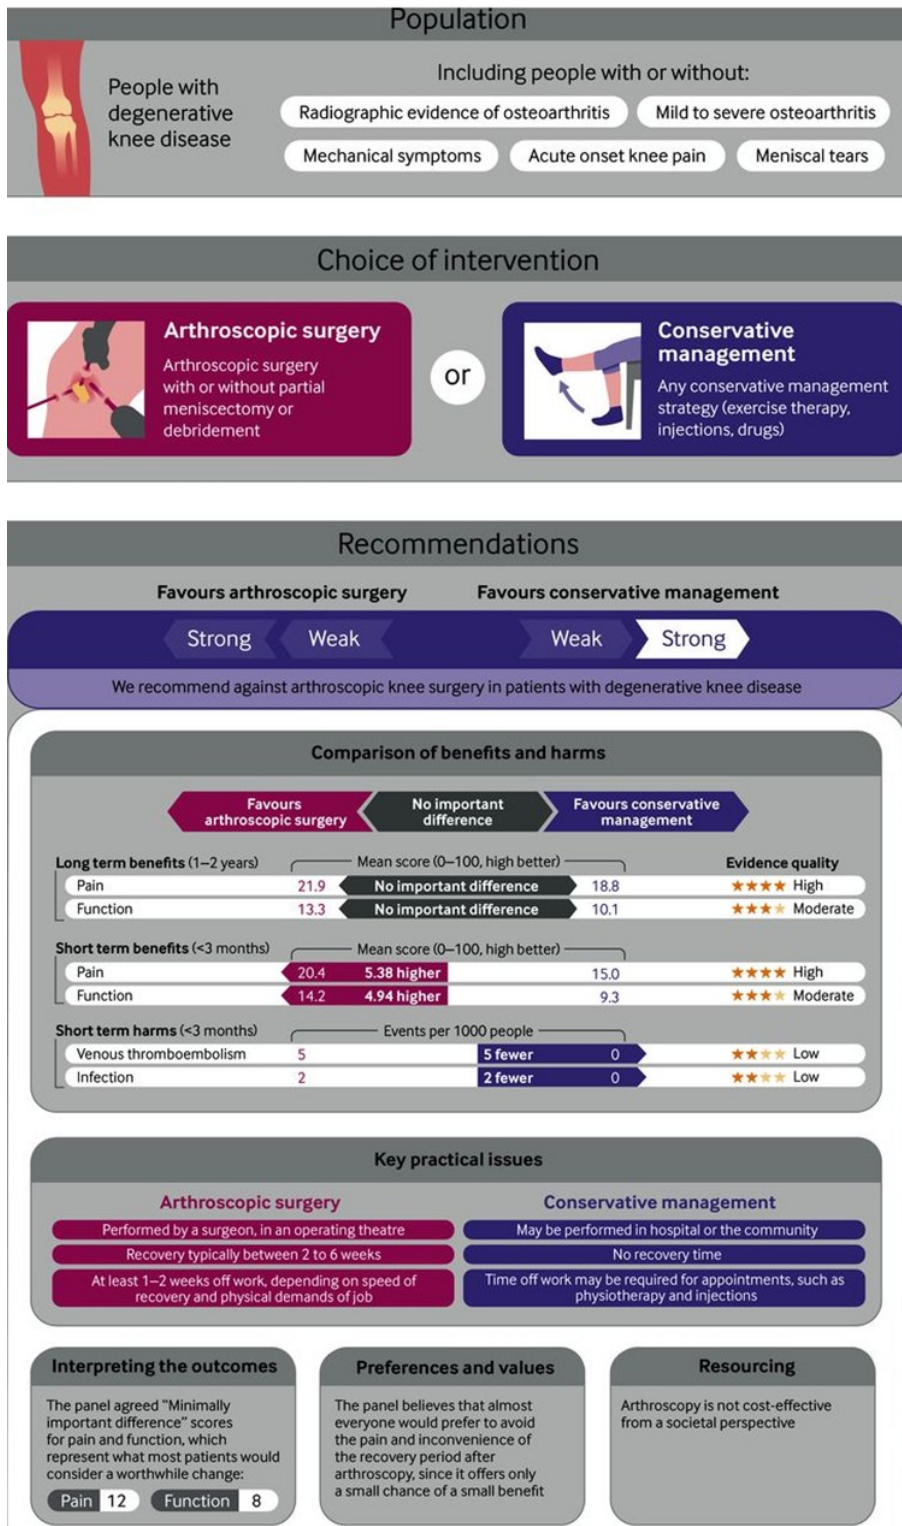 Population
People with
degenerative
knee disease
Including people with or without:
Radiographic evidence of osteoarthritis
Mild to severe osteoarthritis
Mechanical symptoms
Acute onset knee pain
Meniscal tears
Choice of intervention
Arthroscopic surgery
Arthroscopic surgery
with or without partial
meniscectomy or
debridement
or
Conservative
management
Any conservative management
strategy (exercise therapy,
injections, drugs)
Recommendations
Favours arthroscopic surgery
Favours conservative management
Strong
Weak
Weak
Strong
We recommend against arthroscopic knee surgery in patients with degenerative knee disease
Comparison of benefits and harms
Favours
arthroscopic surgery
No important
difference
Favours conservative
management
Long term benefits (1–2 years) Mean score (0–100, high better) Evidence quality
Pain 21.9 No important difference 18.8 ★★★★ High
Function 13.3 No important difference 10.1 ★★★★ Moderate
Short term benefits (<3 months) Mean score (0–100, high better)
Pain 20.4 5.38 higher 15.0 ★★★★ High
Function 14.2 4.94 higher 9.3 ★★★★ Moderate
Short term harms (<3 months) Events per 1000 people
Venous thromboembolism 5 5 fewer 0 ★★★★ Low
Infection 2 2 fewer 0 ★★★★ Low
Key practical issues
Arthroscopic surgery
Performed by a surgeon, in an operating theatre
Recovery typically between 2 to 6 weeks
At least 1–2 weeks off work, depending on speed of
recovery and physical demands of job
Conservative management
May be performed in hospital or the community
No recovery time
Time off work may be required for appointments, such as
physiotherapy and injections
Interpreting the outcomes
The panel agreed "Minimally
important difference" scores
for pain and function, which
represent what most patients would
consider a worthwhile change:
Pain 12 Function 8
Preferences and values
The panel believes that almost
everyone would prefer to avoid
the pain and inconvenience of
the recovery period after
arthroscopy, since it offers only
a small chance of a small benefit
Resourcing
Arthroscopy is not cost-effective
from a societal perspective